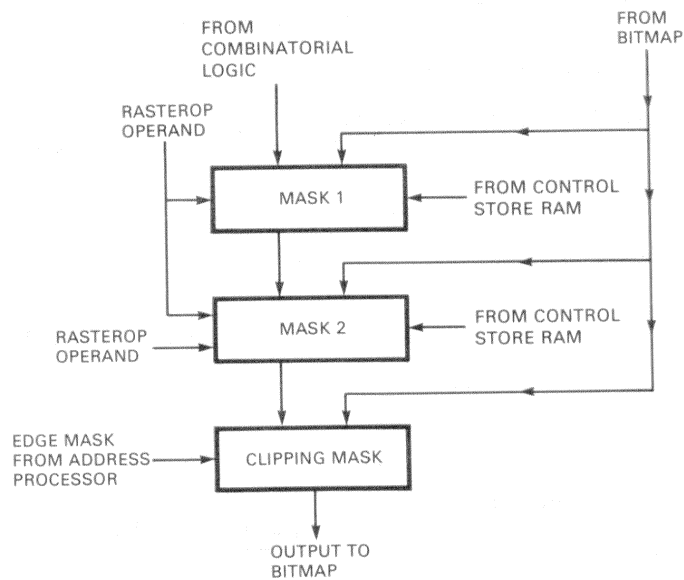 FROM
BITMAP
FROM
COMBINATORIAL
LOGIC
RASTEROP
OPERAND
MASK 1
FROM CONTROL
STORE RAM
MASK 2
FROM CONTROL
STORE RAM
RASTEROP
OPERAND
EDGE MASK
FROM ADDRESS
PROCESSOR
CLIPPING MASK
OUTPUT TO
BITMAP